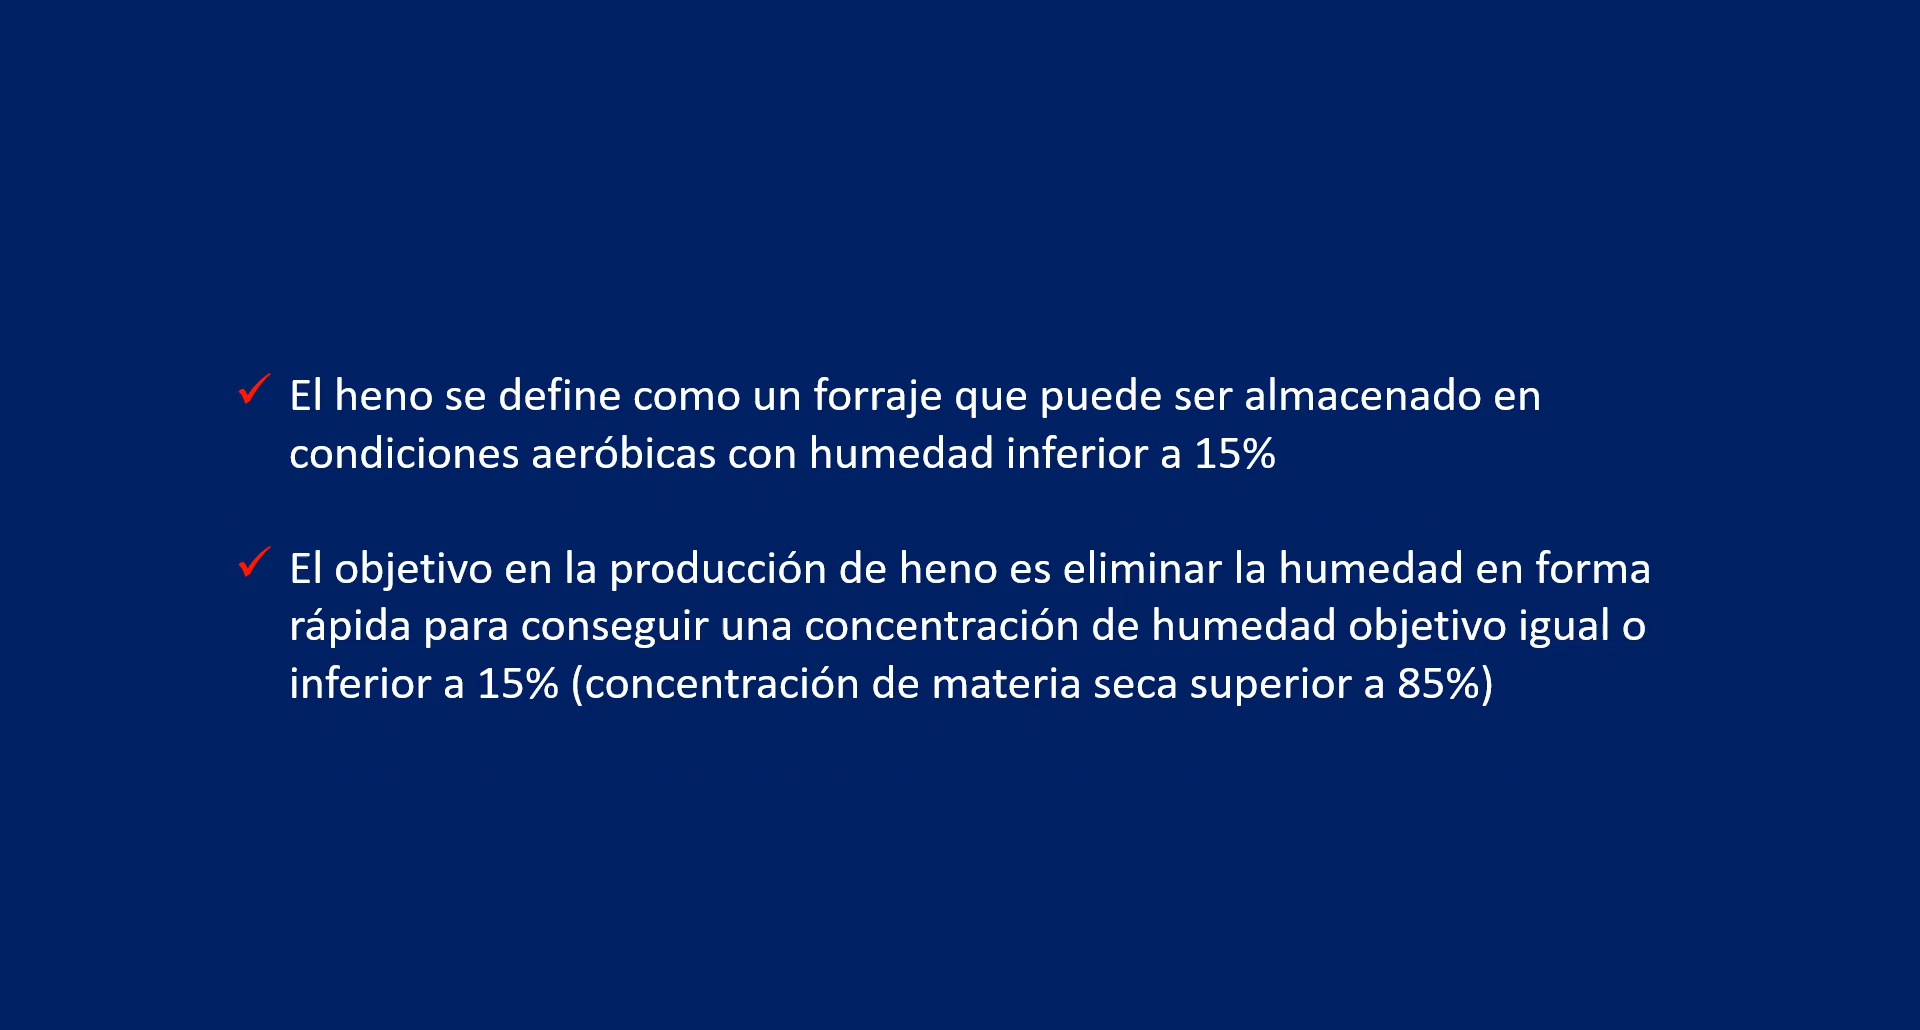 ✓ El heno se define como un forraje que puede ser almacenado en
condiciones aeróbicas con humedad inferior a 15%
✓ El objetivo en la producción de heno es eliminar la humedad en forma
rápida para conseguir una concentración de humedad objetivo igual o
inferior a 15% (concentración de materia seca superior a 85%)